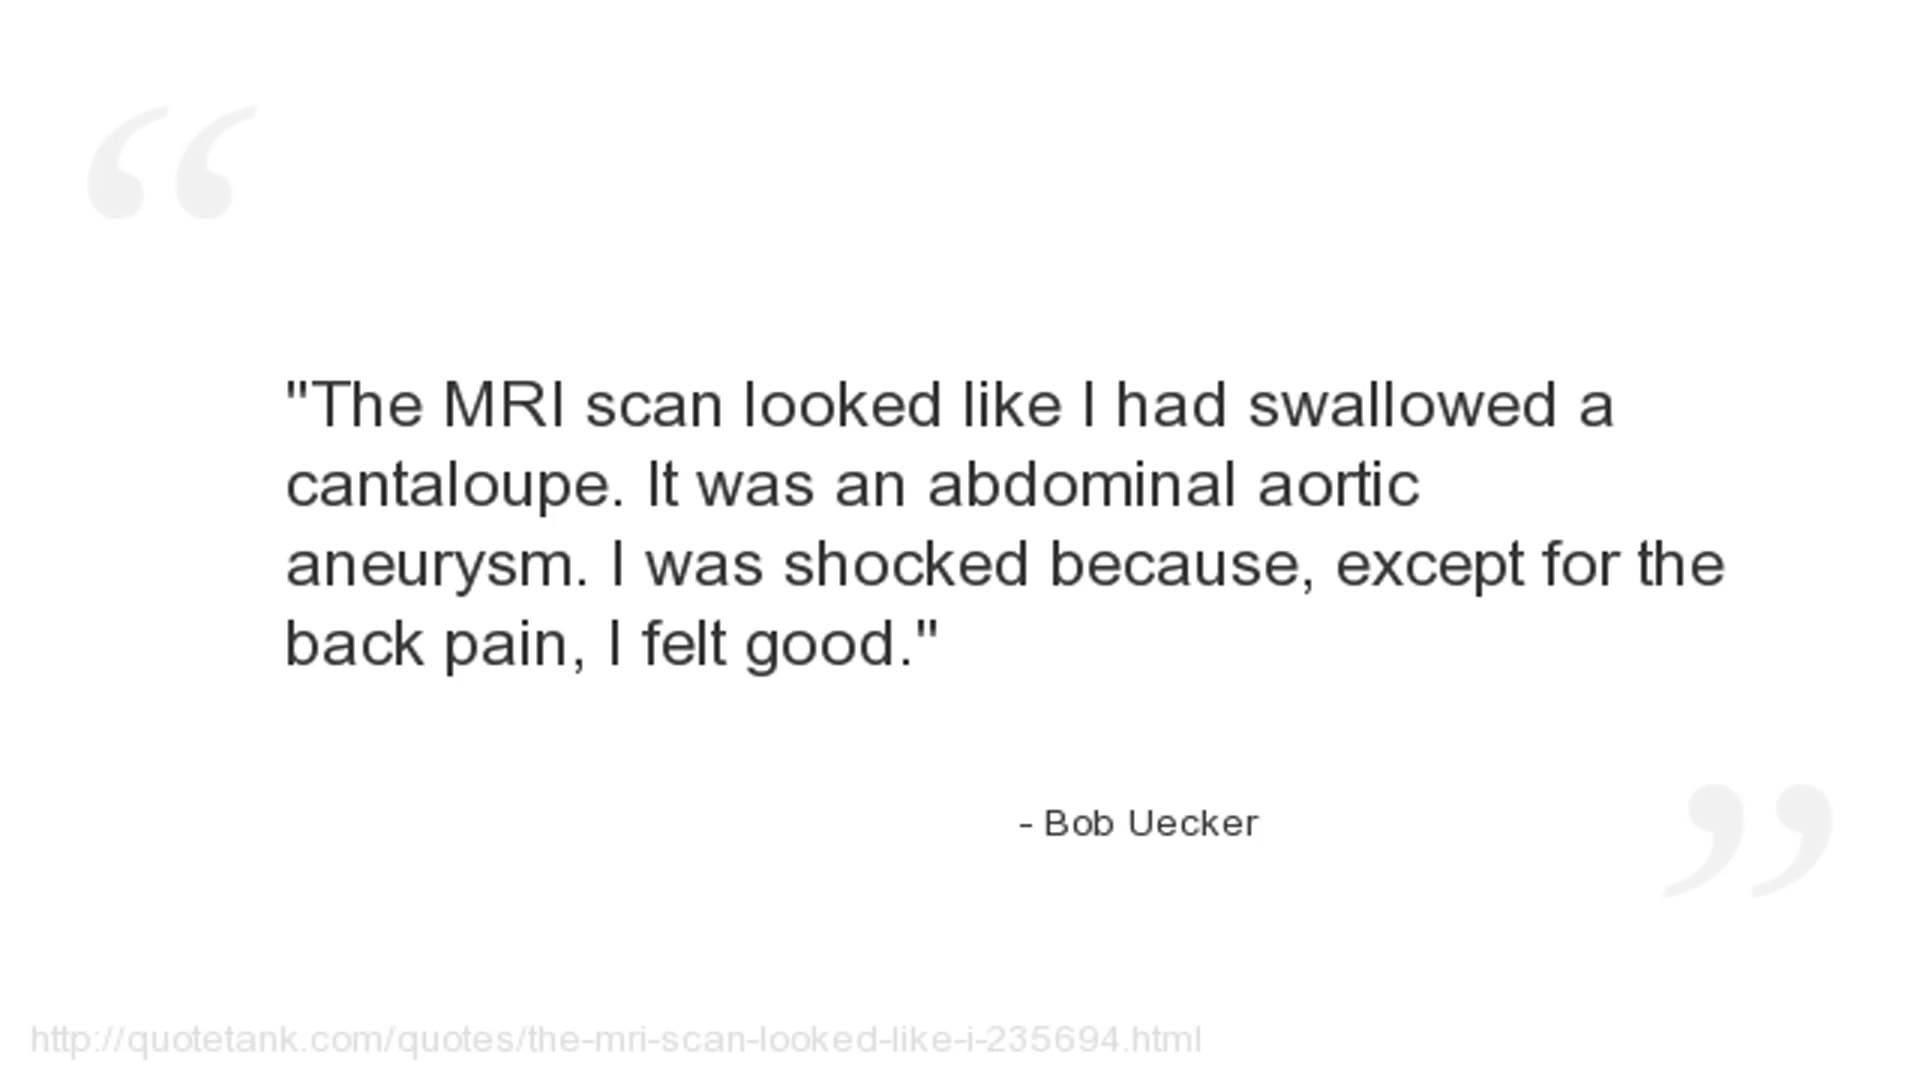 "The MRI scan looked like I had swallowed a
cantaloupe. It was an abdominal aortic
aneurysm. I was shocked because, except for the
back pain, I felt good."
- Bob Uecker
http://quotetank.com/quotes/the-mri-scan-looked-like-i-235694.html